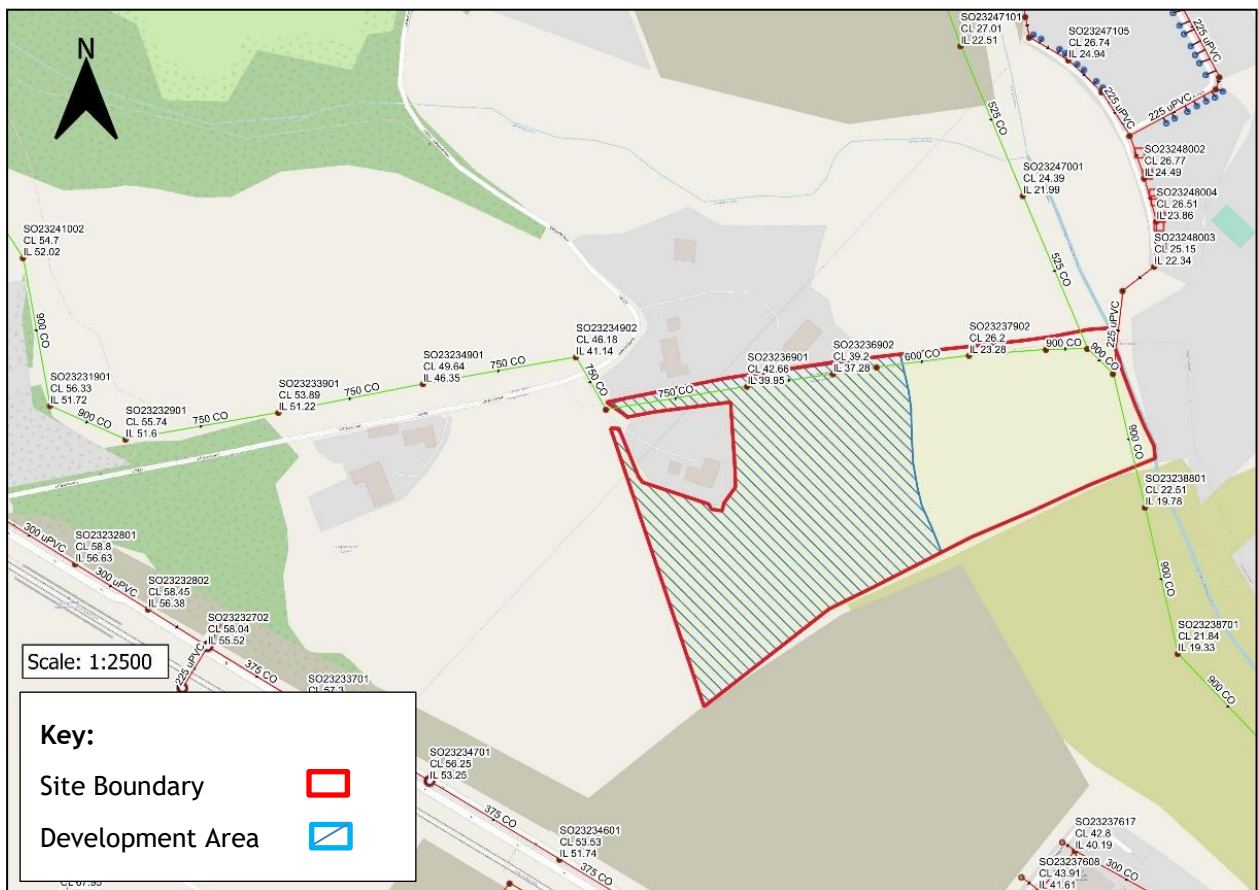 SO23247101
CL 27.01
IL 22.51
SO23247105
CL 26.74
IL 24.94
225 uPVC
N
225 uPVC
225 uPVC
525 CO
SO23248002
CL 26.77
IL 24.49
SO23247001
CL 24.39
IL 21.99
SO23248004
CL 26.51
IL 23.86
SO23241002
CL 54.7
IL 52.02
SO23248003
CL 25.15
IL 22.34
525 CO
900 CO
SO23234902
CL 46.18
IL 41.14
225 uPVC
SO23237902
CL 26.2
IL 23.28
SO23234901
CL 49.64
IL 46.35
750 CO
SO23236902
CL 39.2
IL 37.28
600 CO
900 CO
900 CO
SO23236901
CL 42.66
IL 39.95
750 CO
750 CO
SO23231901
CL 56.33
IL 51.72
SO23233901
CL 53.89
IL 51.22
750 CO
900 CO
SO23232901
CL 55.74
IL 51.6
750 CO
900 CO
SO23238801
CL 22.51
IL 19.78
300 uPVC
SO23232801
CL 58.8
IL 56.63
300 uPVC
SO23232802
CL 58.45
IL 56.38
900 CO
SO23232702
CL 58.04
IL 55.52
SO23238701
CL 21.84
IL 19.33
Scale: 1:2500
225 uPVC
375 CO
SO23233701
CL 57.3
900 CO
Key:
Site Boundary
Development Area
SO23234701
CL 56.25
IL 53.25
375 CO
SO23234601
CL 53.53
IL 51.74
375 CO
SO23237617
CL 42.8
IL 40.19
SO23237608
CL 43.91
IL 41.61
300 CO
CL 67.95